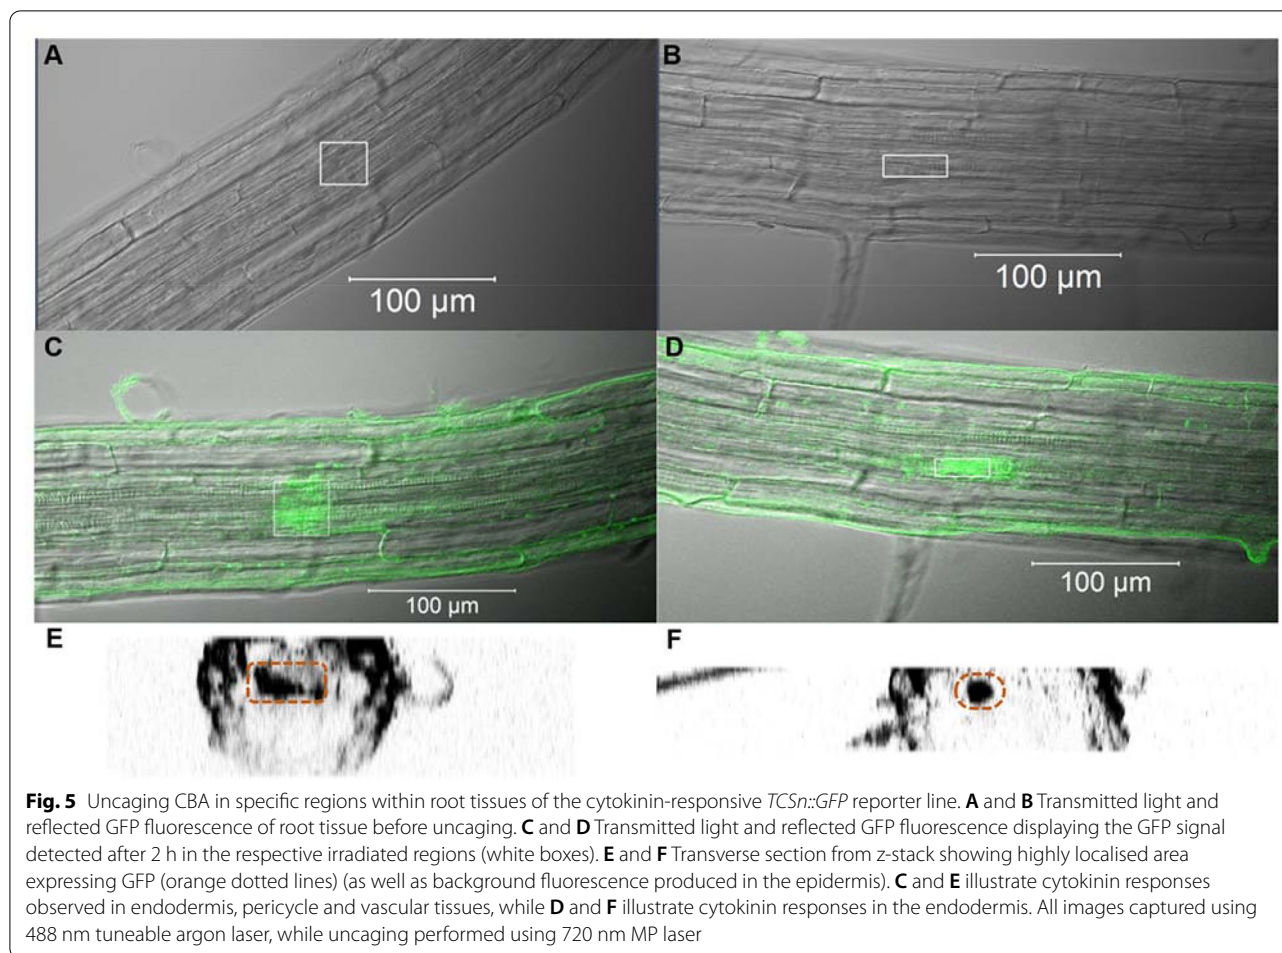 A
B
100 µm
100 µm
C
D
100 µm
100 µm
E
F
Fig. 5 Uncaging CBA in specific regions within root tissues of the cytokinin-responsive TCSn::GFP reporter line. A and B Transmitted light and
reflected GFP fluorescence of root tissue before uncaging. C and D Transmitted light and reflected GFP fluorescence displaying the GFP signal
detected after 2 h in the respective irradiated regions (white boxes). E and F Transverse section from z-stack showing highly localised area
expressing GFP (orange dotted lines) (as well as background fluorescence produced in the epidermis). C and E illustrate cytokinin responses
observed in endodermis, pericycle and vascular tissues, while D and F illustrate cytokinin responses in the endodermis. All images captured using
488 nm tuneable argon laser, while uncaging performed using 720 nm MP laser